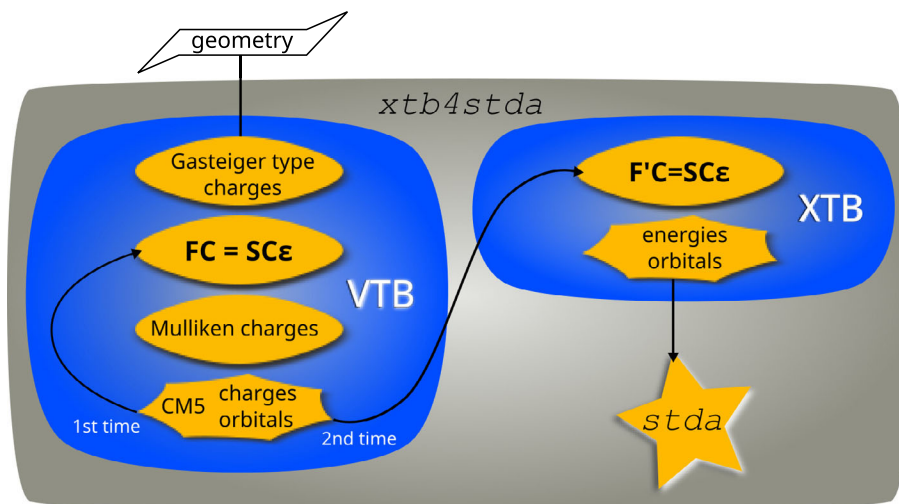 geometry
xtb4stda
Gasteiger type
charges
FC = SCε
VTB
Mulliken charges
CM5
charges
orbitals
1st time
2nd time
F'C=SCε
XTB
energies
orbitals
stda